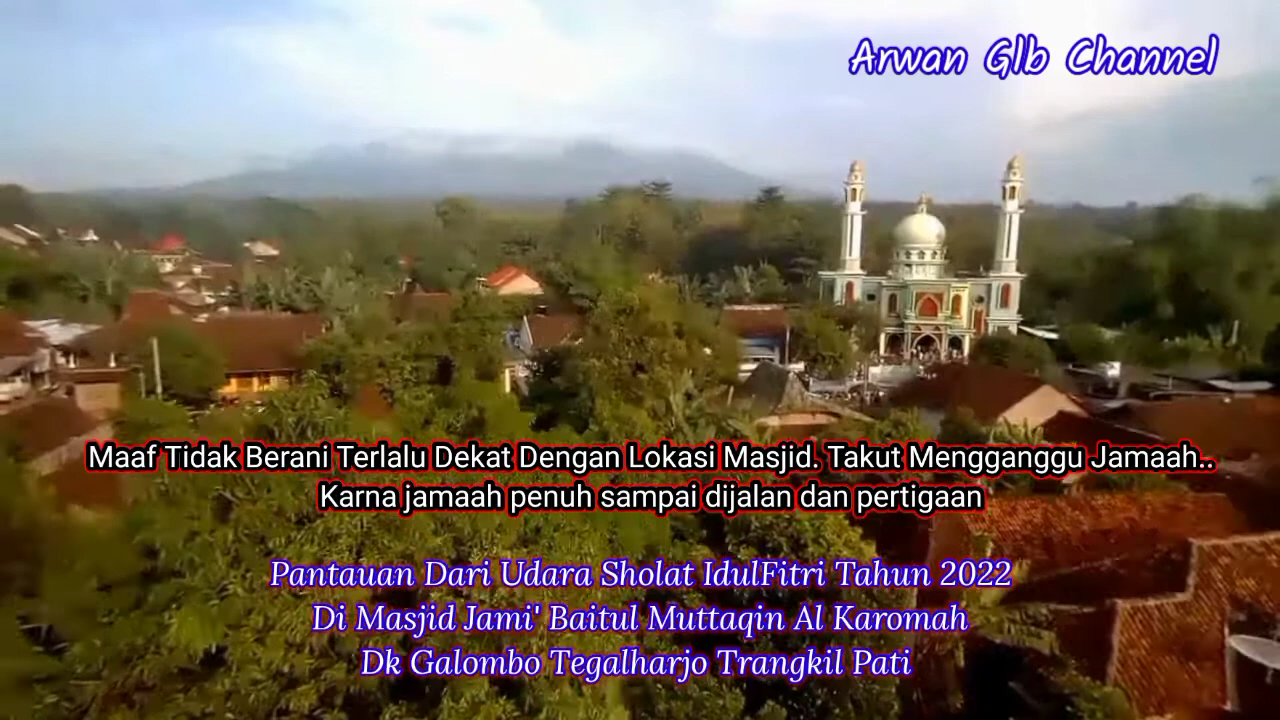 Arwan Glb Channel
Maaf Tidak Berani Terlalu Dekat Dengan Lokasi Masjid. Takut Mengganggu Jamaah..
Karna jamaah penuh sampai dijalan dan pertigaan
Pantauan Dari Udara Sholat IdulFitri Tahun 2022
Di Masjid Jami' Baitul Muttaqin Al Karomah
Dk Galombo Tegalharjo Trangkil Pati